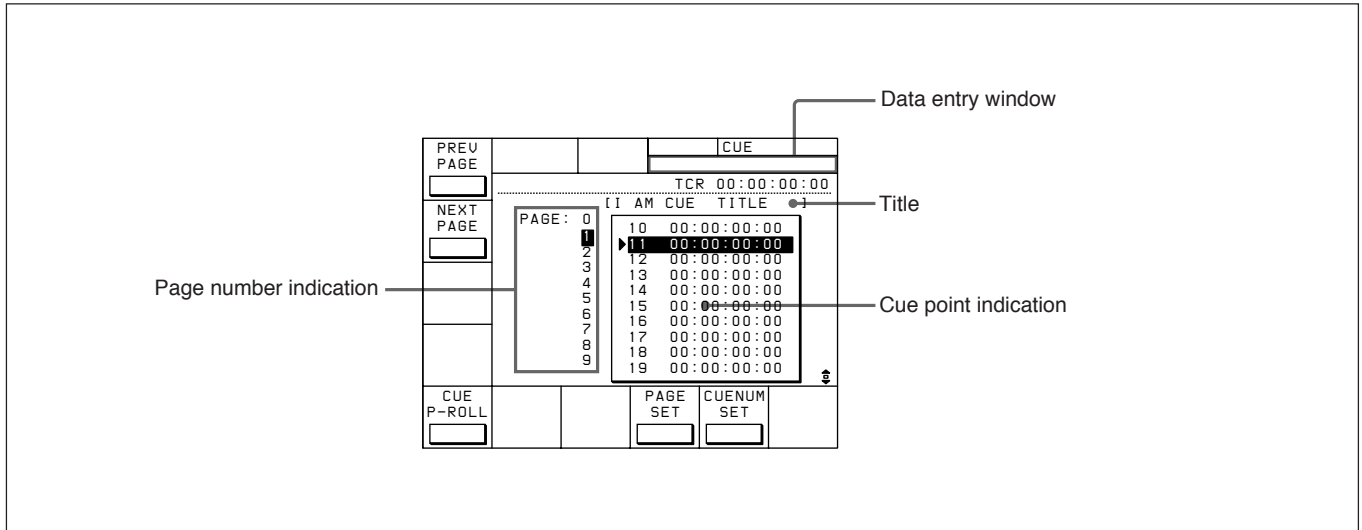 Data entry window
PREV
PAGE
CUE
TCR 00:00:00:00
[I AM CUE TITLE ]
Title
NEXT
PAGE
PAGE: 0
1
2
3
4
5
6
7
8
9
10 00:00:00:00
11 00:00:00:00
12 00:00:00:00
13 00:00:00:00
14 00:00:00:00
15 00:00:00:00
16 00:00:00:00
17 00:00:00:00
18 00:00:00:00
19 00:00:00:00
Page number indication
Cue point indication
CUE
P-ROLL
PAGE
SET
CUENUM
SET